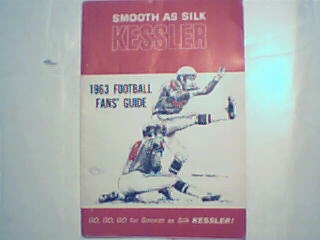 SMOOTH AS SILK
KESSLER
1963 FOOTBALL
FANS' GUIDE
GO, GO, GO for Smooth as Silk KESSLER!